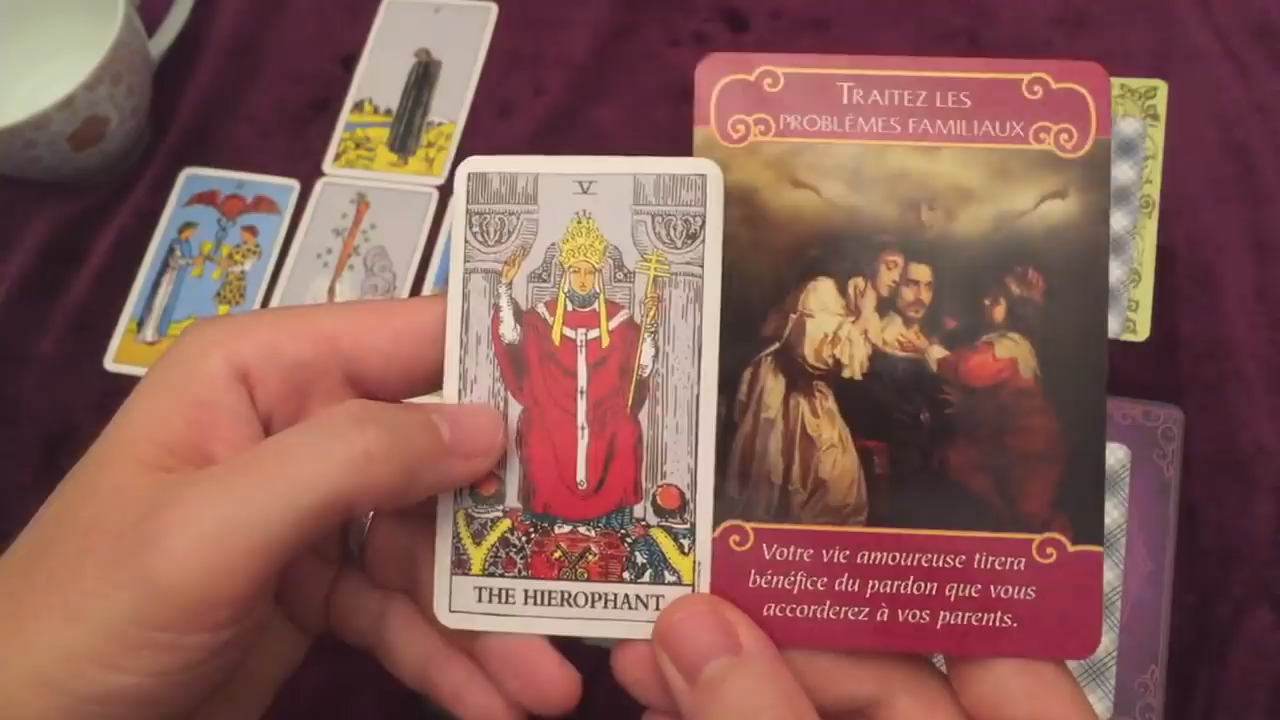 V
THE HIEROPHANT
TRAITEZ LES
PROBLÈMES FAMILIAUX
Votre vie amoureuse tirera
bénéfice du pardon que vous
accorderez à vos parents.